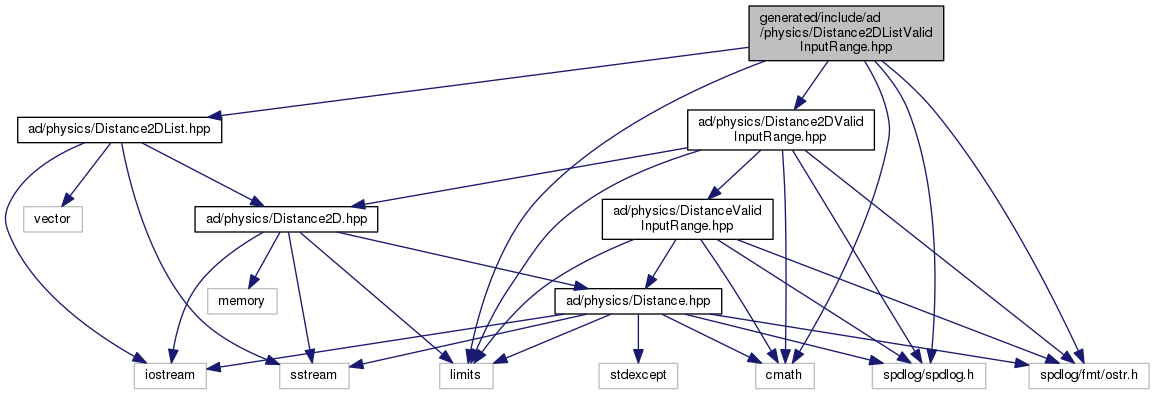 generated/include/ad
/physics/Distance2DListValid
InputRange.hpp
ad/physics/Distance2DList.hpp
ad/physics/Distance2DValid
InputRange.hpp
vector
ad/physics/Distance2D.hpp
ad/physics/DistanceValid
InputRange.hpp
memory
ad/physics/Distance.hpp
iostream
sstream
limits
stdexcept
cmath
spdlog/spdlog.h
spdlog/fmt/ostr.h